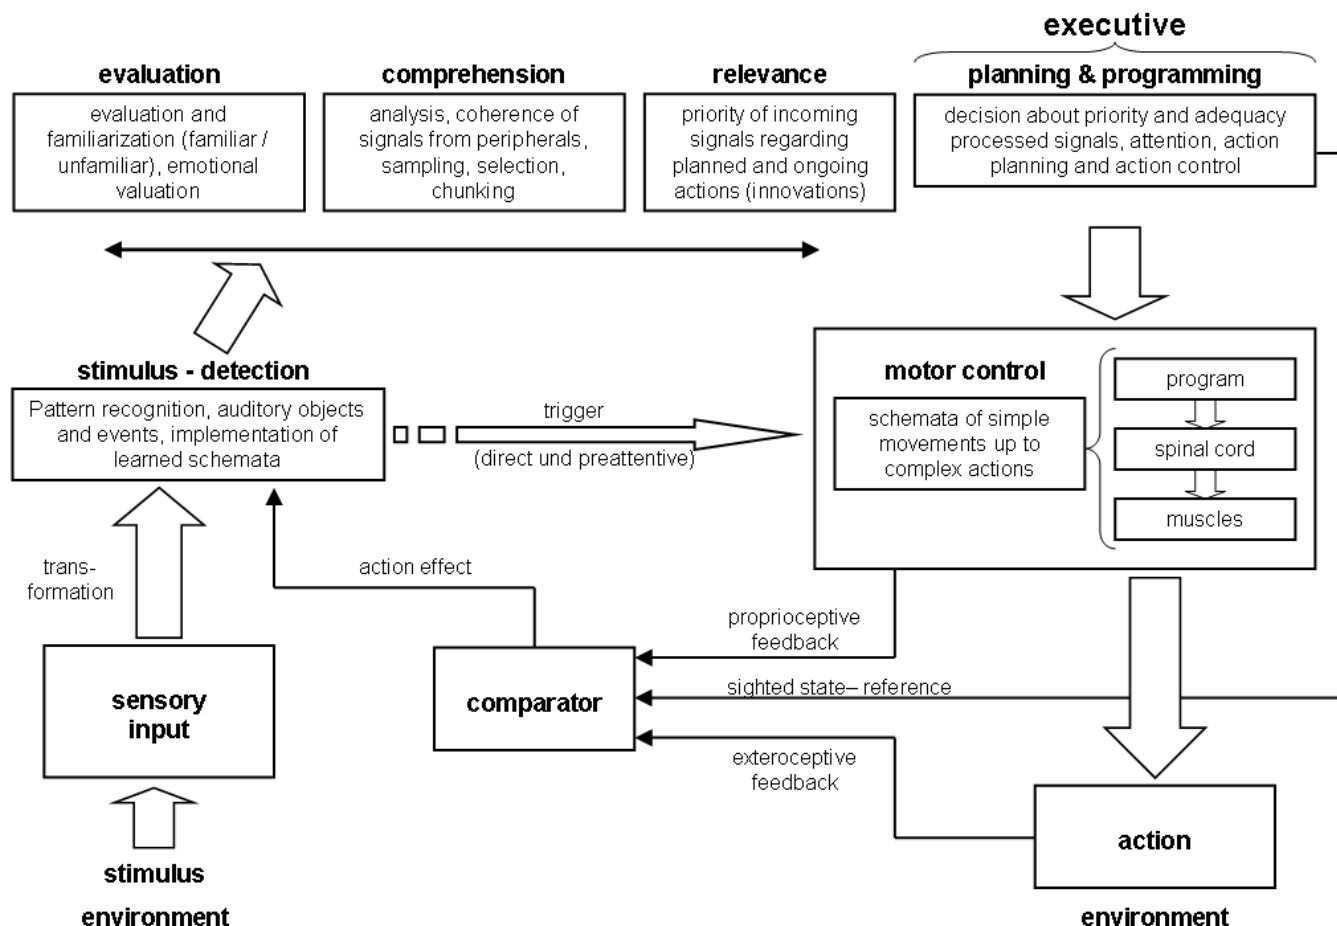 executive
evaluation
evaluation and
familiarization (familiar /
unfamiliar), emotional
valuation
comprehension
analysis, coherence of
signals from peripherals,
sampling, selection,
chunking
relevance
priority of incoming
signals regarding
planned and ongoing
actions (innovations)
planning & programming
decision about priority and adequacy
processed signals, attention, action
planning and action control
stimulus - detection
Pattern recognition, auditory objects
and events, implementation of
learned schemata
trigger
(direct und preattentive)
motor control
schemata of simple
movements up to
complex actions
program
spinal cord
muscles
trans-
formation
action effect
proprioceptive
feedback
sighted state– reference
exteroceptive
feedback
sensory
input
comparator
action
stimulus
environment
environment